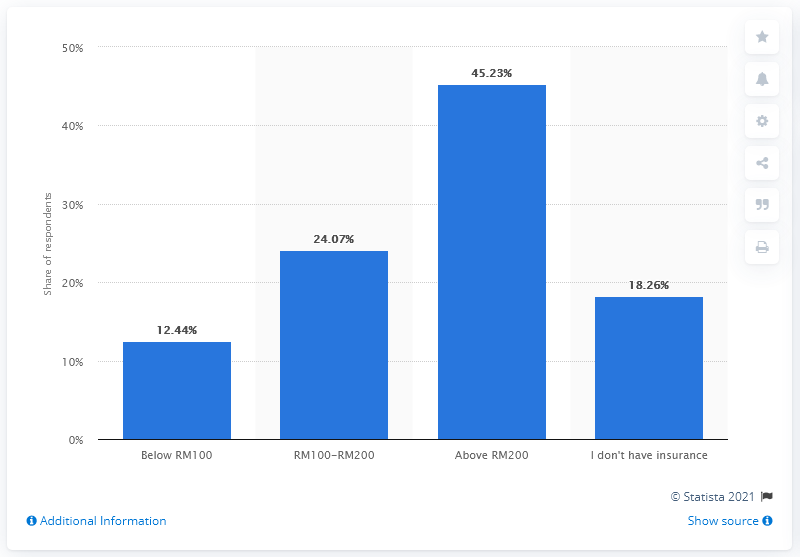 50%
40%
30%
20%
10%
0%
Share of respondents
12.44%
24.07%
45.23%
18.26%
Below RM100
RM100-RM200
Above RM200
I don't have insurance
© Statista 2021
Additional Information
Show source